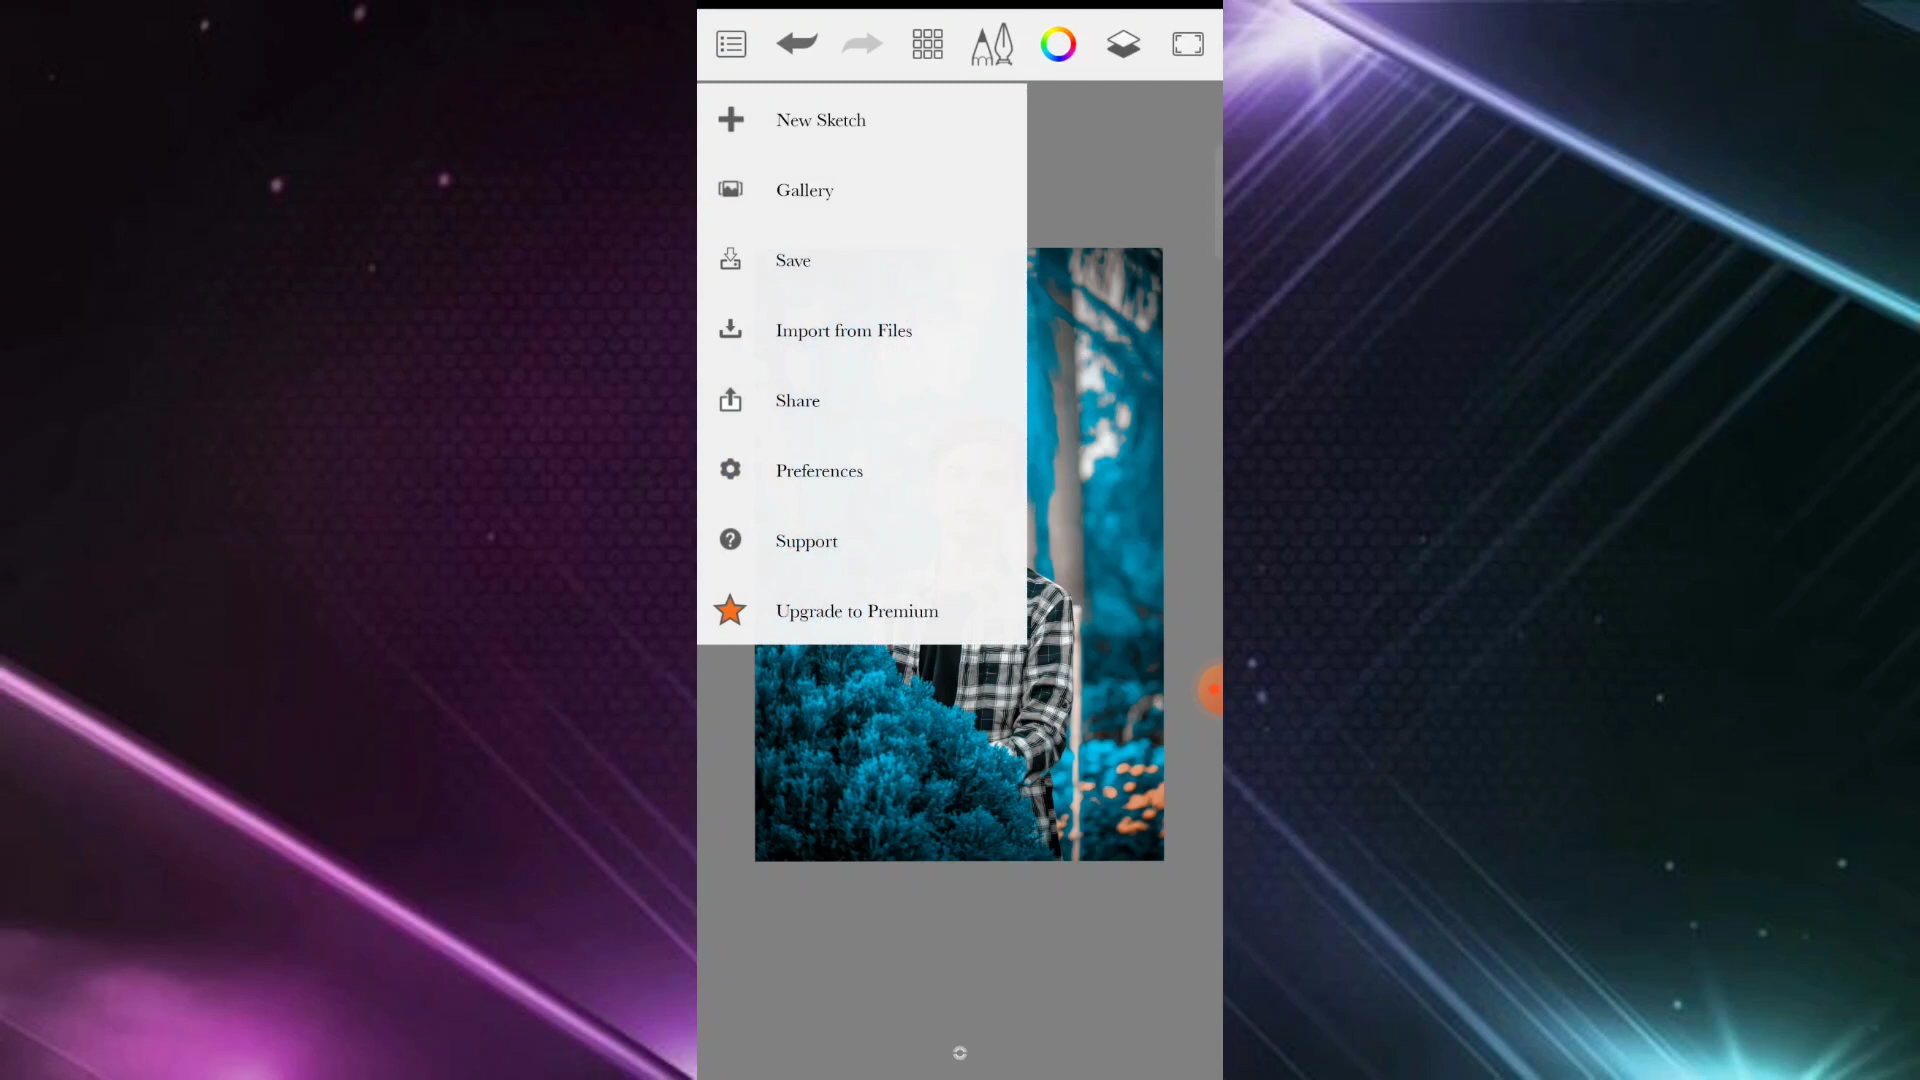 New Sketch
Gallery
Save
Import from Files
Share
Preferences
Support
Upgrade to Premium